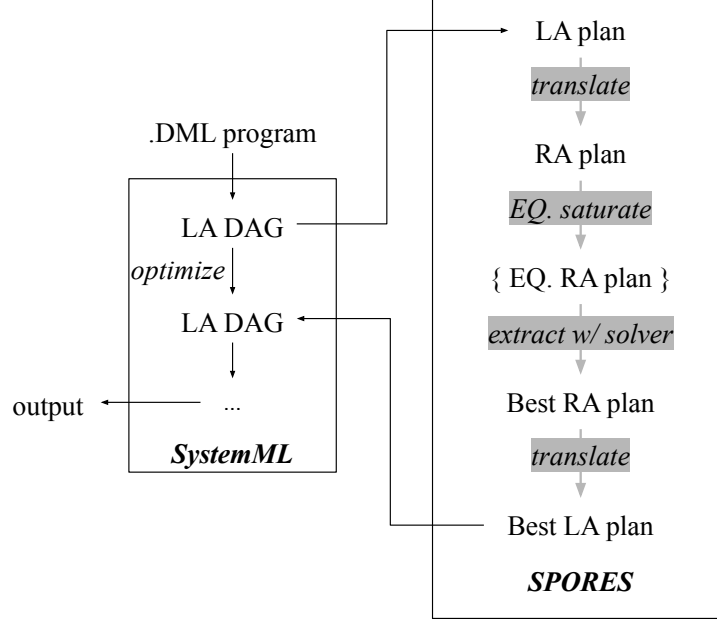 .DML program
LA DAG
optimize
LA DAG
...
output
SystemML
LA plan
translate
RA plan
EQ. saturate
{ EQ. RA plan }
extract w/ solver
Best RA plan
translate
Best LA plan
SPORES